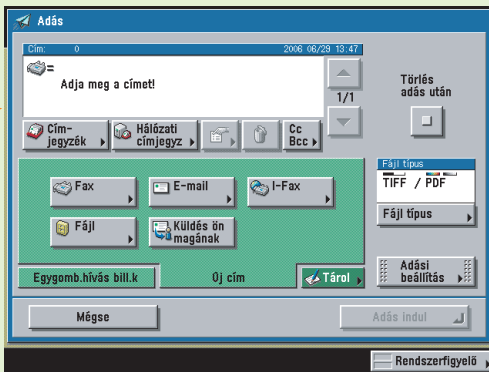 Adás
Cím: 0 2006 06/29 13:47
=
Adja meg a címet!
1/1
Törlés
adás után
Cím-
jegyzék
Hálózati
címjegyz
Cc
Bcc
Fájl típus
TIFF / PDF
Fájl típus
Fax
E-mail
I-Fax
Fájl
Küldés ön
magának
Egygomb.hívás bill.k
Új cím
Tárol
Adási
beállítás
Mégse
Adás indul
Rendszerfigyelő